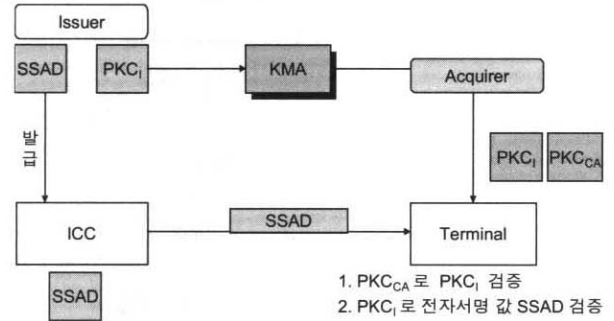 Issuer
SSAD
PKC_I
KMA
Acquirer
발급
PKC_I
PKC_CA
ICC
SSAD
Terminal
SSAD
1. PKC_CA로 PKC_I 검증
2. PKC_I로 전자서명 값 SSAD 검증